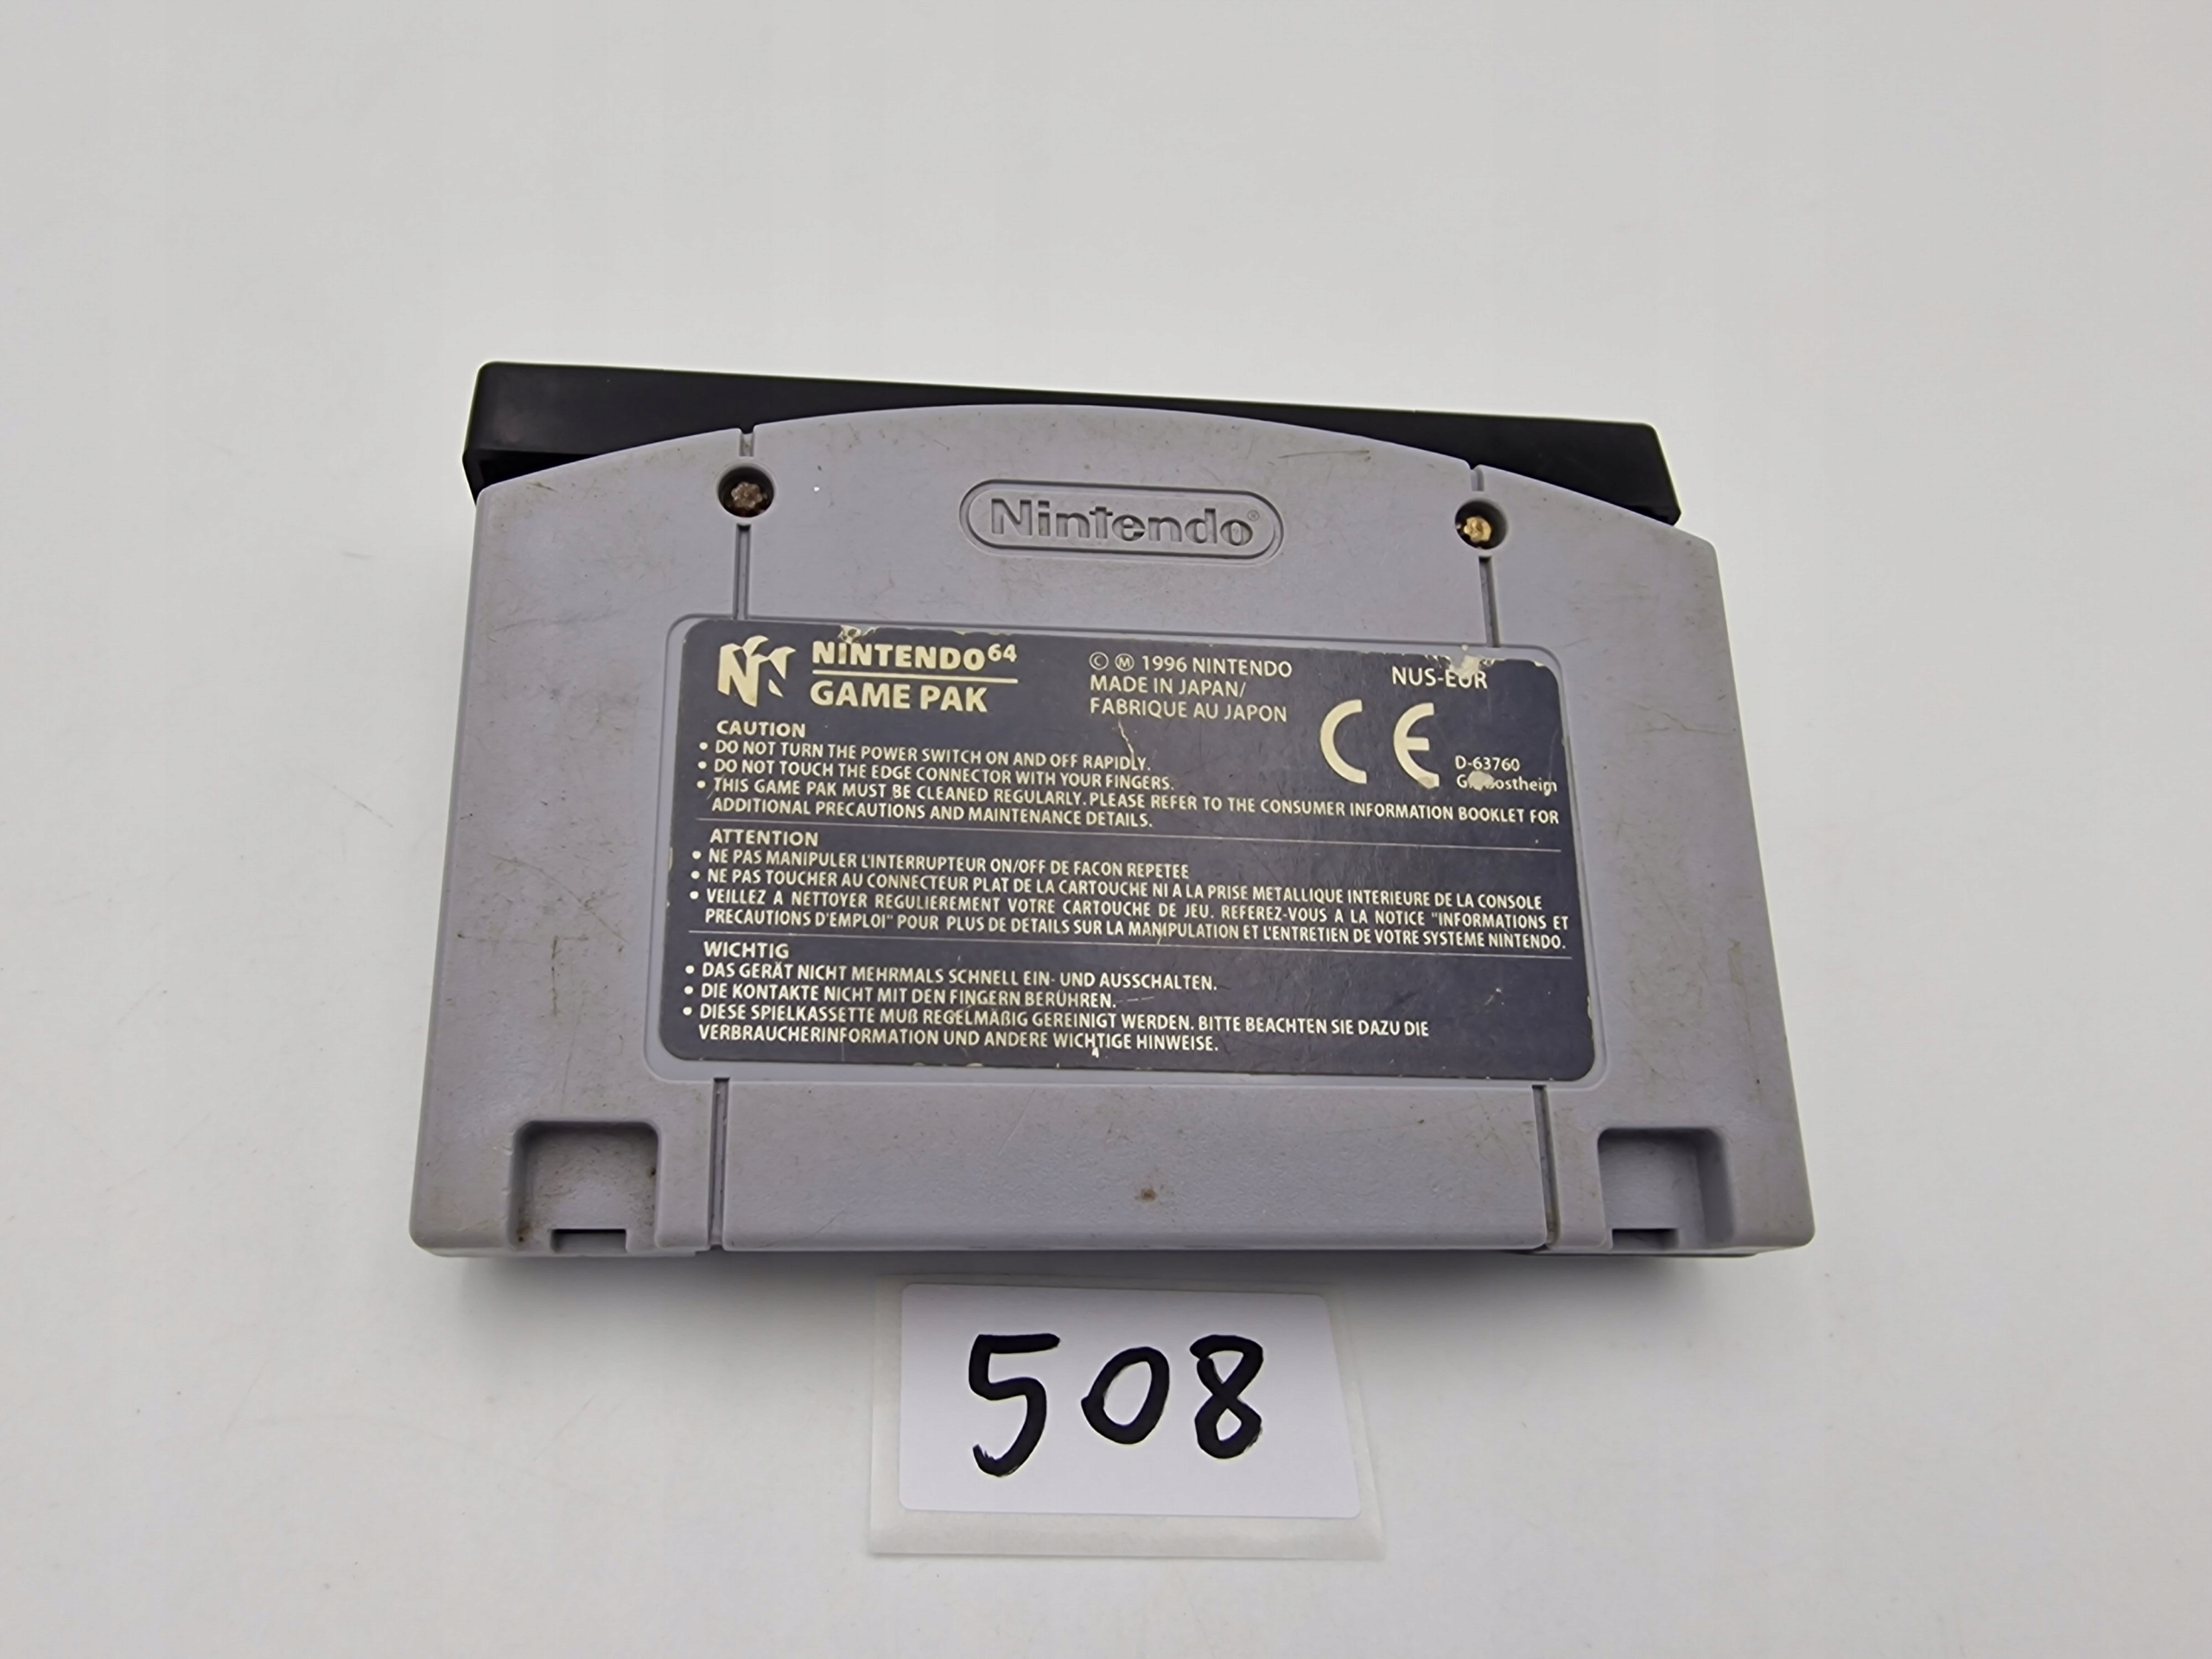 Nintendo®
NINTENDO 64
GAME PAK
© Ⓜ 1996 NINTENDO
MADE IN JAPAN/
FABRIQUE AU JAPON
NUS-EUR
CE
D-63760
CAUTION
• DO NOT TURN THE POWER SWITCH ON AND OFF RAPIDLY.
• DO NOT TOUCH THE EDGE CONNECTOR WITH YOUR FINGERS.
• THIS GAME PAK MUST BE CLEANED REGULARLY. PLEASE REFER TO THE CONSUMER INFORMATION BOOKLET FOR
ADDITIONAL PRECAUTIONS AND MAINTENANCE DETAILS.
ATTENTION
• NE PAS MANIPULER L'INTERRUPTEUR ON/OFF DE FACON REPETEE
• NE PAS TOUCHER AU CONNECTEUR PLAT DE LA CARTOUCHE NI A LA PRISE METALLIQUE INTERIEURE DE LA CONSOLE
• VEILLEZ A NETTOYER REGULIEREMENT VOTRE CARTOUCHE DE JEU. REFEREZ-VOUS A LA NOTICE "INFORMATIONS ET
PRECAUTIONS D'EMPLOI" POUR PLUS DE DETAILS SUR LA MANIPULATION ET L'ENTRETIEN DE VOTRE SYSTEME NINTENDO.
WICHTIG
• DAS GERÄT NICHT MEHRMALS SCHNELL EIN- UND AUSSCHALTEN.
• DIE KONTAKTE NICHT MIT DEN FINGERN BERÜHREN.
• DIESE SPIELKASSETTE MUß REGELMÄßIG GEREINIGT WERDEN. BITTE BEACHTEN SIE DAZU DIE
VERBRAUCHERINFORMATION UND ANDERE WICHTIGE HINWEISE.
508